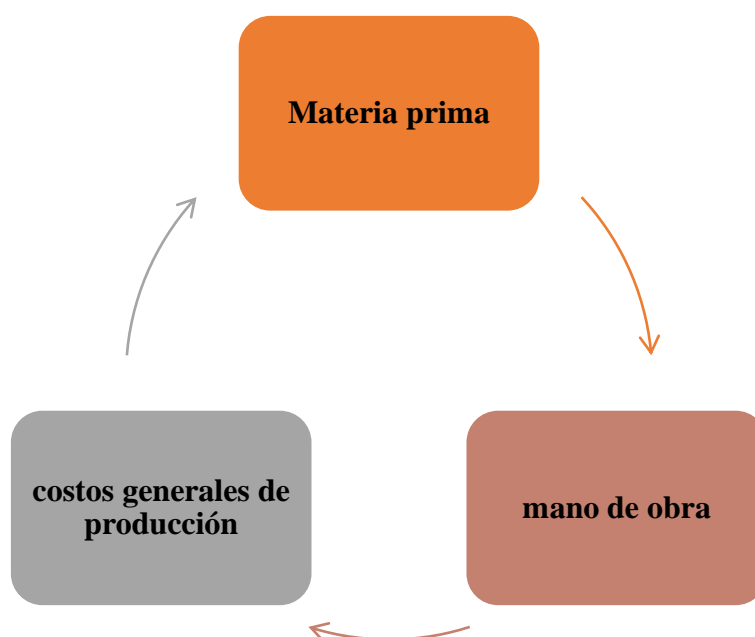 Materia prima
mano de obra
costos generales de
producción